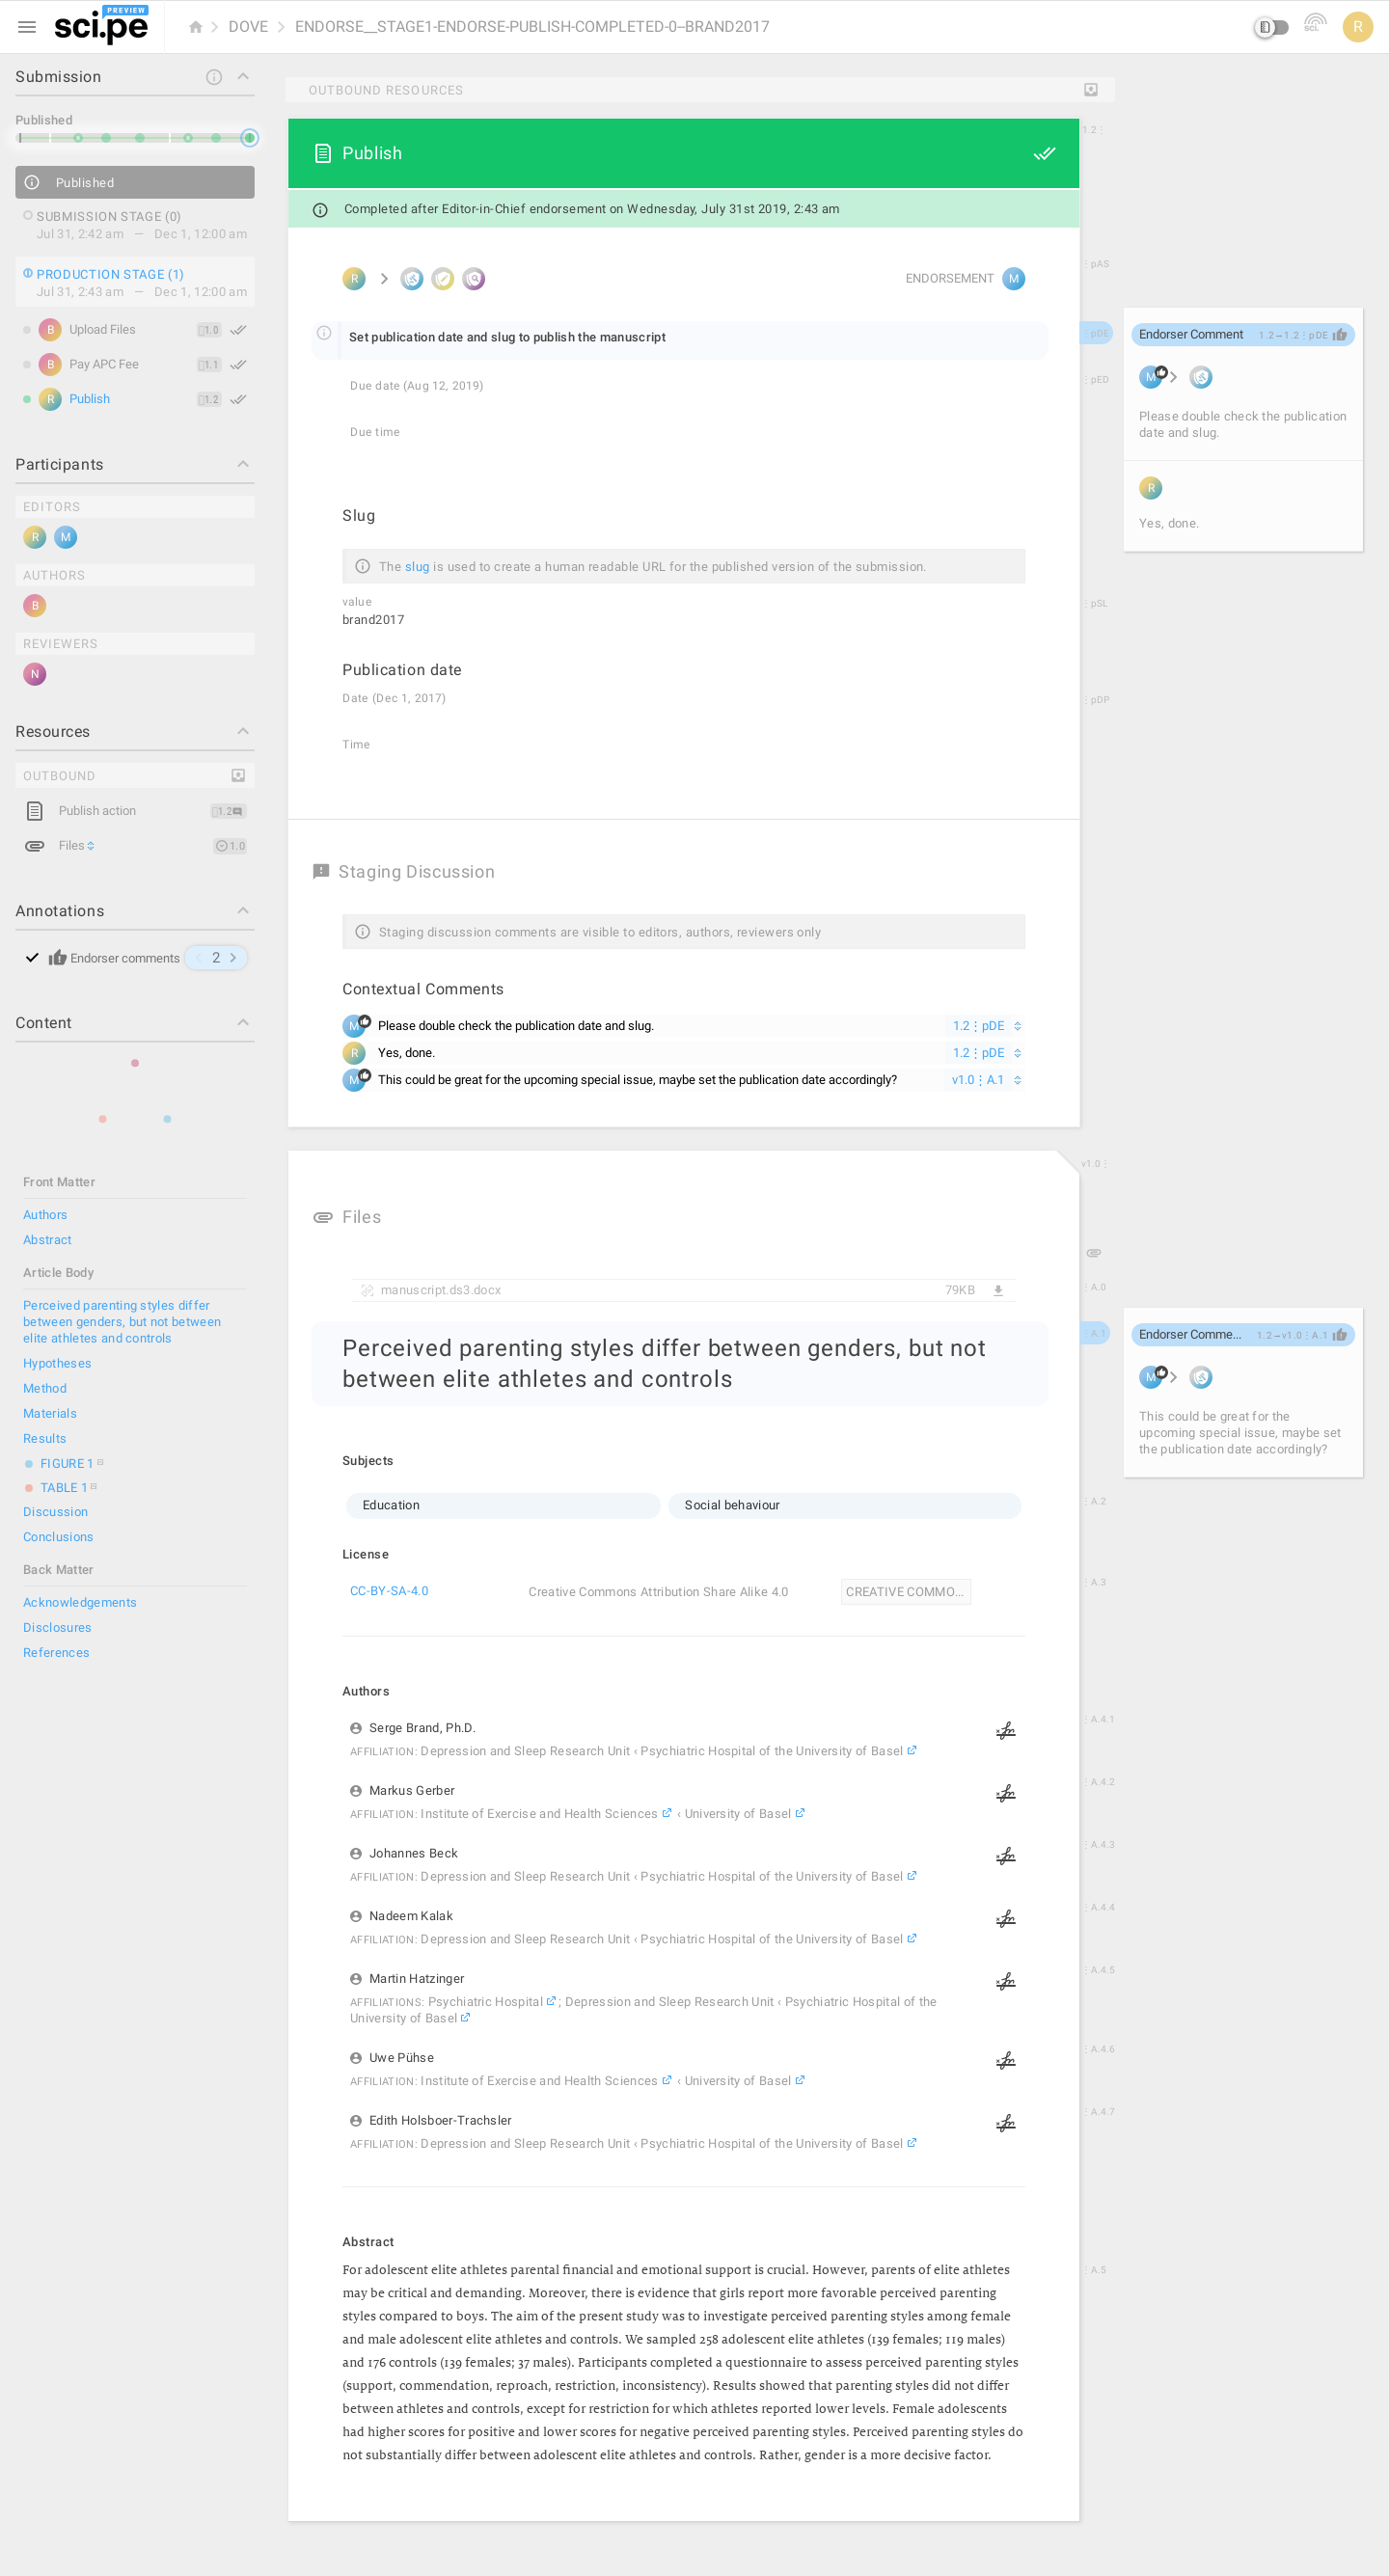 sci.pe
PREVIEW
DOVE
ENDORSE__STAGE1-ENDORSE-PUBLISH-COMPLETED-0--BRAND2017
sci.
R
Submission
Published
Published
SUBMISSION STAGE (0)
Jul 31, 2:42 am — Dec 1, 12:00 am
PRODUCTION STAGE (1)
Jul 31, 2:43 am — Dec 1, 12:00 am
B Upload Files 1.0
B Pay APC Fee 1.1
R Publish 1.2
Participants
EDITORS
R M
AUTHORS
B
REVIEWERS
N
Resources
OUTBOUND
Publish action 1.2
Files 1.0
Annotations
Endorser comments 2
Content
Front Matter
Authors
Abstract
Article Body
Perceived parenting styles differ
between genders, but not between
elite athletes and controls
Hypotheses
Method
Materials
Results
FIGURE 1
TABLE 1
Discussion
Conclusions
Back Matter
Acknowledgements
Disclosures
References
OUTBOUND RESOURCES
Publish
Completed after Editor-in-Chief endorsement on Wednesday, July 31st 2019, 2:43 am
R ENDORSEMENT M
Set publication date and slug to publish the manuscript
Due date (Aug 12, 2019)
Due time
Slug
The slug is used to create a human readable URL for the published version of the submission.
value
brand2017
Publication date
Date (Dec 1, 2017)
Time
Staging Discussion
Staging discussion comments are visible to editors, authors, reviewers only
Contextual Comments
M Please double check the publication date and slug. 1.2⋮pDE
R Yes, done. 1.2⋮pDE
M This could be great for the upcoming special issue, maybe set the publication date accordingly? v1.0⋮A.1
Files
manuscript.ds3.docx 79KB
Perceived parenting styles differ between genders, but not
between elite athletes and controls
Subjects
Education Social behaviour
License
CC-BY-SA-4.0 Creative Commons Attribution Share Alike 4.0 CREATIVE COMMO...
Authors
Serge Brand, Ph.D.
AFFILIATION: Depression and Sleep Research Unit ‹ Psychiatric Hospital of the University of Basel
Markus Gerber
AFFILIATION: Institute of Exercise and Health Sciences ‹ University of Basel
Johannes Beck
AFFILIATION: Depression and Sleep Research Unit ‹ Psychiatric Hospital of the University of Basel
Nadeem Kalak
AFFILIATION: Depression and Sleep Research Unit ‹ Psychiatric Hospital of the University of Basel
Martin Hatzinger
AFFILIATIONS: Psychiatric Hospital ; Depression and Sleep Research Unit ‹ Psychiatric Hospital of the
University of Basel
Uwe Pühse
AFFILIATION: Institute of Exercise and Health Sciences ‹ University of Basel
Edith Holsboer-Trachsler
AFFILIATION: Depression and Sleep Research Unit ‹ Psychiatric Hospital of the University of Basel
Abstract
For adolescent elite athletes parental financial and emotional support is crucial. However, parents of elite athletes
may be critical and demanding. Moreover, there is evidence that girls report more favorable perceived parenting
styles compared to boys. The aim of the present study was to investigate perceived parenting styles among female
and male adolescent elite athletes and controls. We sampled 258 adolescent elite athletes (139 females; 119 males)
and 176 controls (139 females; 37 males). Participants completed a questionnaire to assess perceived parenting styles
(support, commendation, reproach, restriction, inconsistency). Results showed that parenting styles did not differ
between athletes and controls, except for restriction for which athletes reported lower levels. Female adolescents
had higher scores for positive and lower scores for negative perceived parenting styles. Perceived parenting styles do
not substantially differ between adolescent elite athletes and controls. Rather, gender is a more decisive factor.
1.2⋮
⋮pAS
⋮pDE
⋮pED
⋮pSL
⋮pDP
v1.0⋮
⋮A.0
⋮A.1
⋮A.2
⋮A.3
⋮A.4.1
⋮A.4.2
⋮A.4.3
⋮A.4.4
⋮A.4.5
⋮A.4.6
⋮A.4.7
⋮A.5
Endorser Comment 1.2→1.2⋮pDE
M
Please double check the publication
date and slug.
R
Yes, done.
Endorser Comme... 1.2→v1.0⋮A.1
M
This could be great for the
upcoming special issue, maybe set
the publication date accordingly?